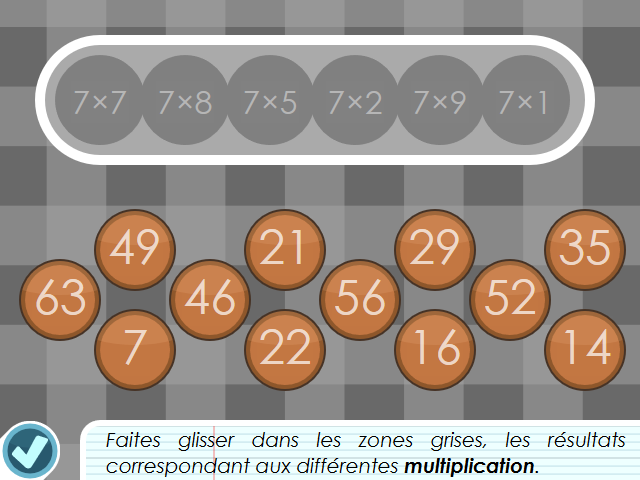 7×7 7×8 7×5 7×2 7×9 7×1
49 21 29 35
63 46 56 52
7 22 16 14
Faites glisser dans les zones grises, les résultats
correspondant aux différentes multiplication.